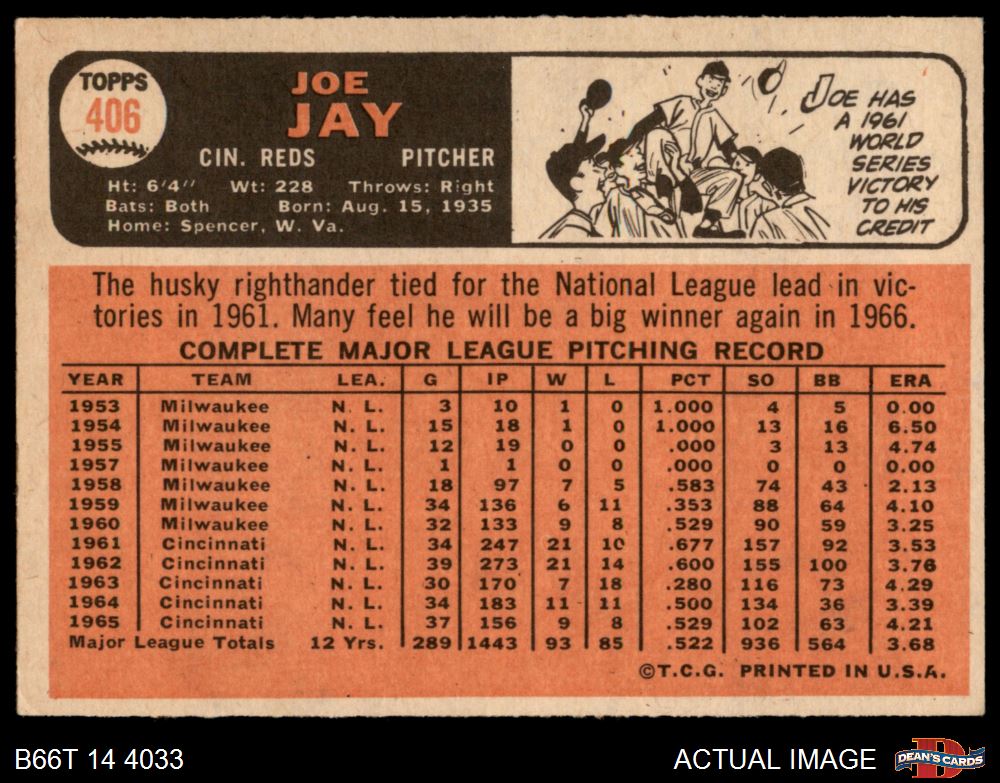 TOPPS
406
JOE
JAY
CIN. REDS PITCHER
Ht: 6'4" Wt: 228 Throws: Right
Bats: Both Born: Aug. 15, 1935
Home: Spencer, W. Va.
JOE HAS
A 1961
WORLD
SERIES
VICTORY
TO HIS
CREDIT
The husky righthander tied for the National League lead in vic-
tories in 1961. Many feel he will be a big winner again in 1966.
COMPLETE MAJOR LEAGUE PITCHING RECORD
YEAR TEAM LEA. G IP W L PCT SO BB ERA
1953 Milwaukee N. L. 3 10 1 0 1.000 4 5 0.00
1954 Milwaukee N. L. 15 18 1 0 1.000 13 16 6.50
1955 Milwaukee N. L. 12 19 0 0 .000 3 13 4.74
1957 Milwaukee N. L. 1 1 0 0 .000 0 0 0.00
1958 Milwaukee N. L. 18 97 7 5 .583 74 43 2.13
1959 Milwaukee N. L. 34 136 6 11 .353 88 64 4.10
1960 Milwaukee N. L. 32 133 9 8 .529 90 59 3.25
1961 Cincinnati N. L. 34 247 21 10 .677 157 92 3.53
1962 Cincinnati N. L. 39 273 21 14 .600 155 100 3.76
1963 Cincinnati N. L. 30 170 7 18 .280 116 73 4.29
1964 Cincinnati N. L. 34 183 11 11 .500 134 36 3.39
1965 Cincinnati N. L. 37 156 9 8 .529 102 63 4.21
Major League Totals 12 Yrs. 289 1443 93 85 .522 936 564 3.68
©T.C.G. PRINTED IN U.S.A.
B66T 14 4033 ACTUAL IMAGE
D
DEAN'S CARDS